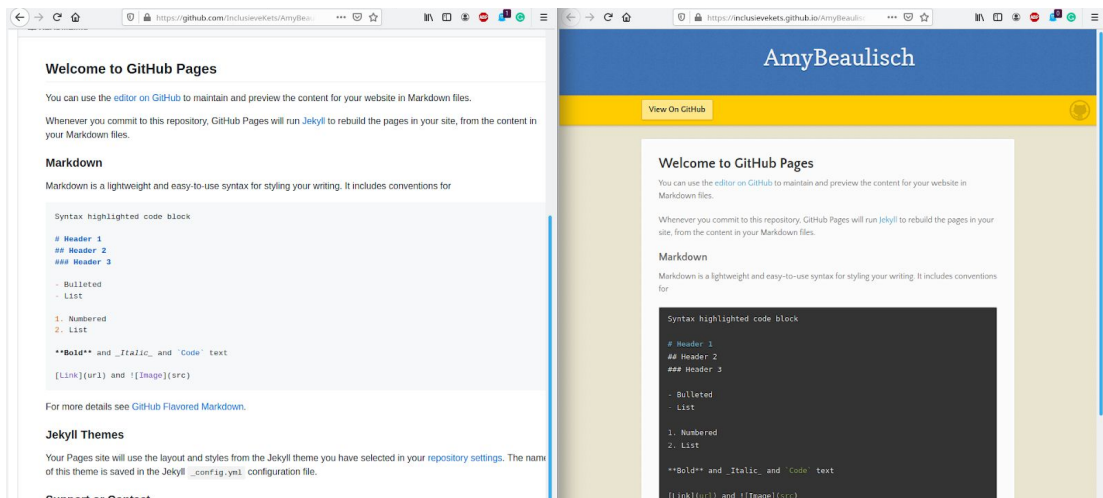 https://github.com/InclusieveKets/AmyBeau
Welcome to GitHub Pages
You can use the editor on GitHub to maintain and preview the content for your website in Markdown files.
Whenever you commit to this repository, GitHub Pages will run Jekyll to rebuild the pages in your site, from the content in
your Markdown files.
Markdown
Markdown is a lightweight and easy-to-use syntax for styling your writing. It includes conventions for
Syntax highlighted code block
# Header 1
## Header 2
### Header 3
- Bulleted
- List
1. Numbered
2. List
**Bold** and _Italic_ and `Code` text
[Link](url) and ![Image](src)
For more details see GitHub Flavored Markdown.
Jekyll Themes
Your Pages site will use the layout and styles from the Jekyll theme you have selected in your repository settings. The name
of this theme is saved in the Jekyll _config.yml configuration file.
Support or Contact
https://inclusievekets.github.io/AmyBeaulisc
AmyBeaulisch
View On GitHub
Welcome to GitHub Pages
You can use the editor on GitHub to maintain and preview the content for your website in
Markdown files.
Whenever you commit to this repository, GitHub Pages will run Jekyll to rebuild the pages in your
site, from the content in your Markdown files.
Markdown
Markdown is a lightweight and easy-to-use syntax for styling your writing. It includes conventions
for
Syntax highlighted code block
# Header 1
## Header 2
### Header 3
- Bulleted
- List
1. Numbered
2. List
**Bold** and _Italic_ and `Code` text
[Link](url) and ![Image](src)